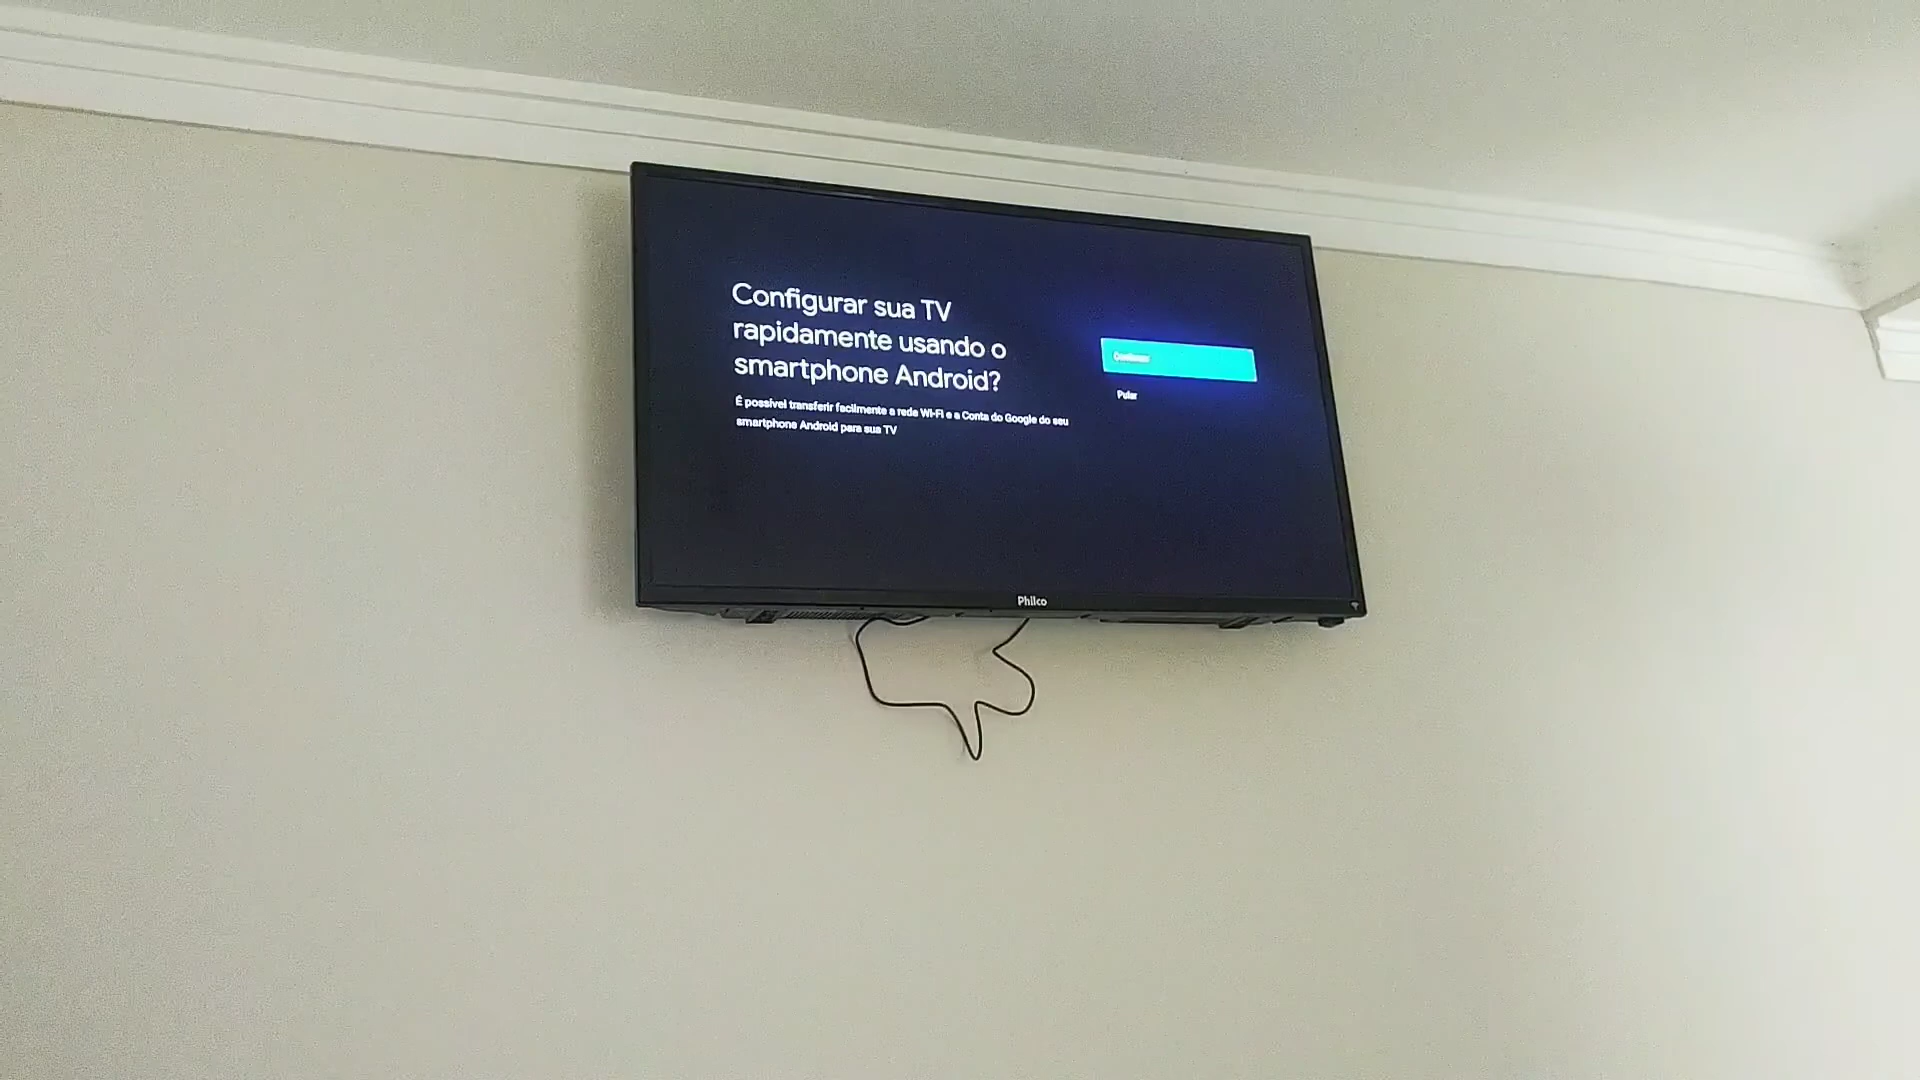 Configurar sua TV
rapidamente usando o
smartphone Android?
É possível transferir facilmente a rede Wi-Fi e a Conta do Google do seu
smartphone Android para sua TV
Continuar
Pular
Philco